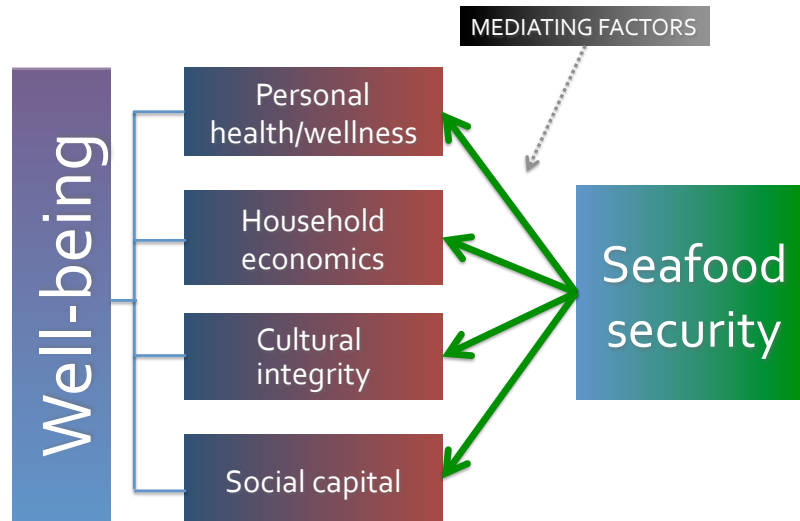 MEDIATING FACTORS
Well-being
Personal
health/wellness
Household
economics
Cultural
integrity
Social capital
Seafood
security